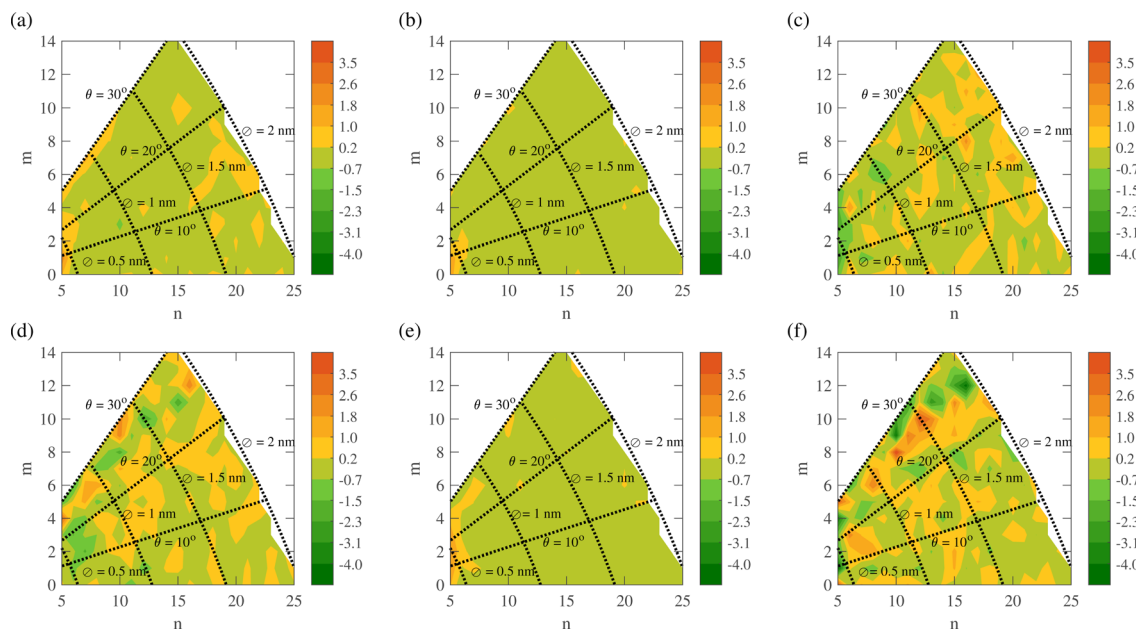 (a)
14
12
10
8
6
4
2
0
m
5
10
15
20
25
n
θ = 30°
θ = 20°
θ = 10°
∅ = 2 nm
∅ = 1.5 nm
∅ = 1 nm
∅ = 0.5 nm
3.5
2.6
1.8
1.0
0.2
-0.7
-1.5
-2.3
-3.1
-4.0
(b)
14
12
10
8
6
4
2
0
m
5
10
15
20
25
n
θ = 30°
θ = 20°
θ = 10°
∅ = 2 nm
∅ = 1.5 nm
∅ = 1 nm
∅ = 0.5 nm
3.5
2.6
1.8
1.0
0.2
-0.7
-1.5
-2.3
-3.1
-4.0
(c)
14
12
10
8
6
4
2
0
m
5
10
15
20
25
n
θ = 30°
θ = 20°
θ = 10°
∅ = 2 nm
∅ = 1.5 nm
∅ = 1 nm
∅ = 0.5 nm
3.5
2.6
1.8
1.0
0.2
-0.7
-1.5
-2.3
-3.1
-4.0
(d)
14
12
10
8
6
4
2
0
m
5
10
15
20
25
n
θ = 30°
θ = 20°
θ = 10°
∅ = 2 nm
∅ = 1.5 nm
∅ = 1 nm
∅ = 0.5 nm
3.5
2.6
1.8
1.0
0.2
-0.7
-1.5
-2.3
-3.1
-4.0
(e)
14
12
10
8
6
4
2
0
m
5
10
15
20
25
n
θ = 30°
θ = 20°
θ = 10°
∅ = 2 nm
∅ = 1.5 nm
∅ = 1 nm
∅ = 0.5 nm
3.5
2.6
1.8
1.0
0.2
-0.7
-1.5
-2.3
-3.1
-4.0
(f)
14
12
10
8
6
4
2
0
m
5
10
15
20
25
n
θ = 30°
θ = 20°
θ = 10°
∅ = 2 nm
∅ = 1.5 nm
∅ = 1 nm
∅ = 0.5 nm
3.5
2.6
1.8
1.0
0.2
-0.7
-1.5
-2.3
-3.1
-4.0